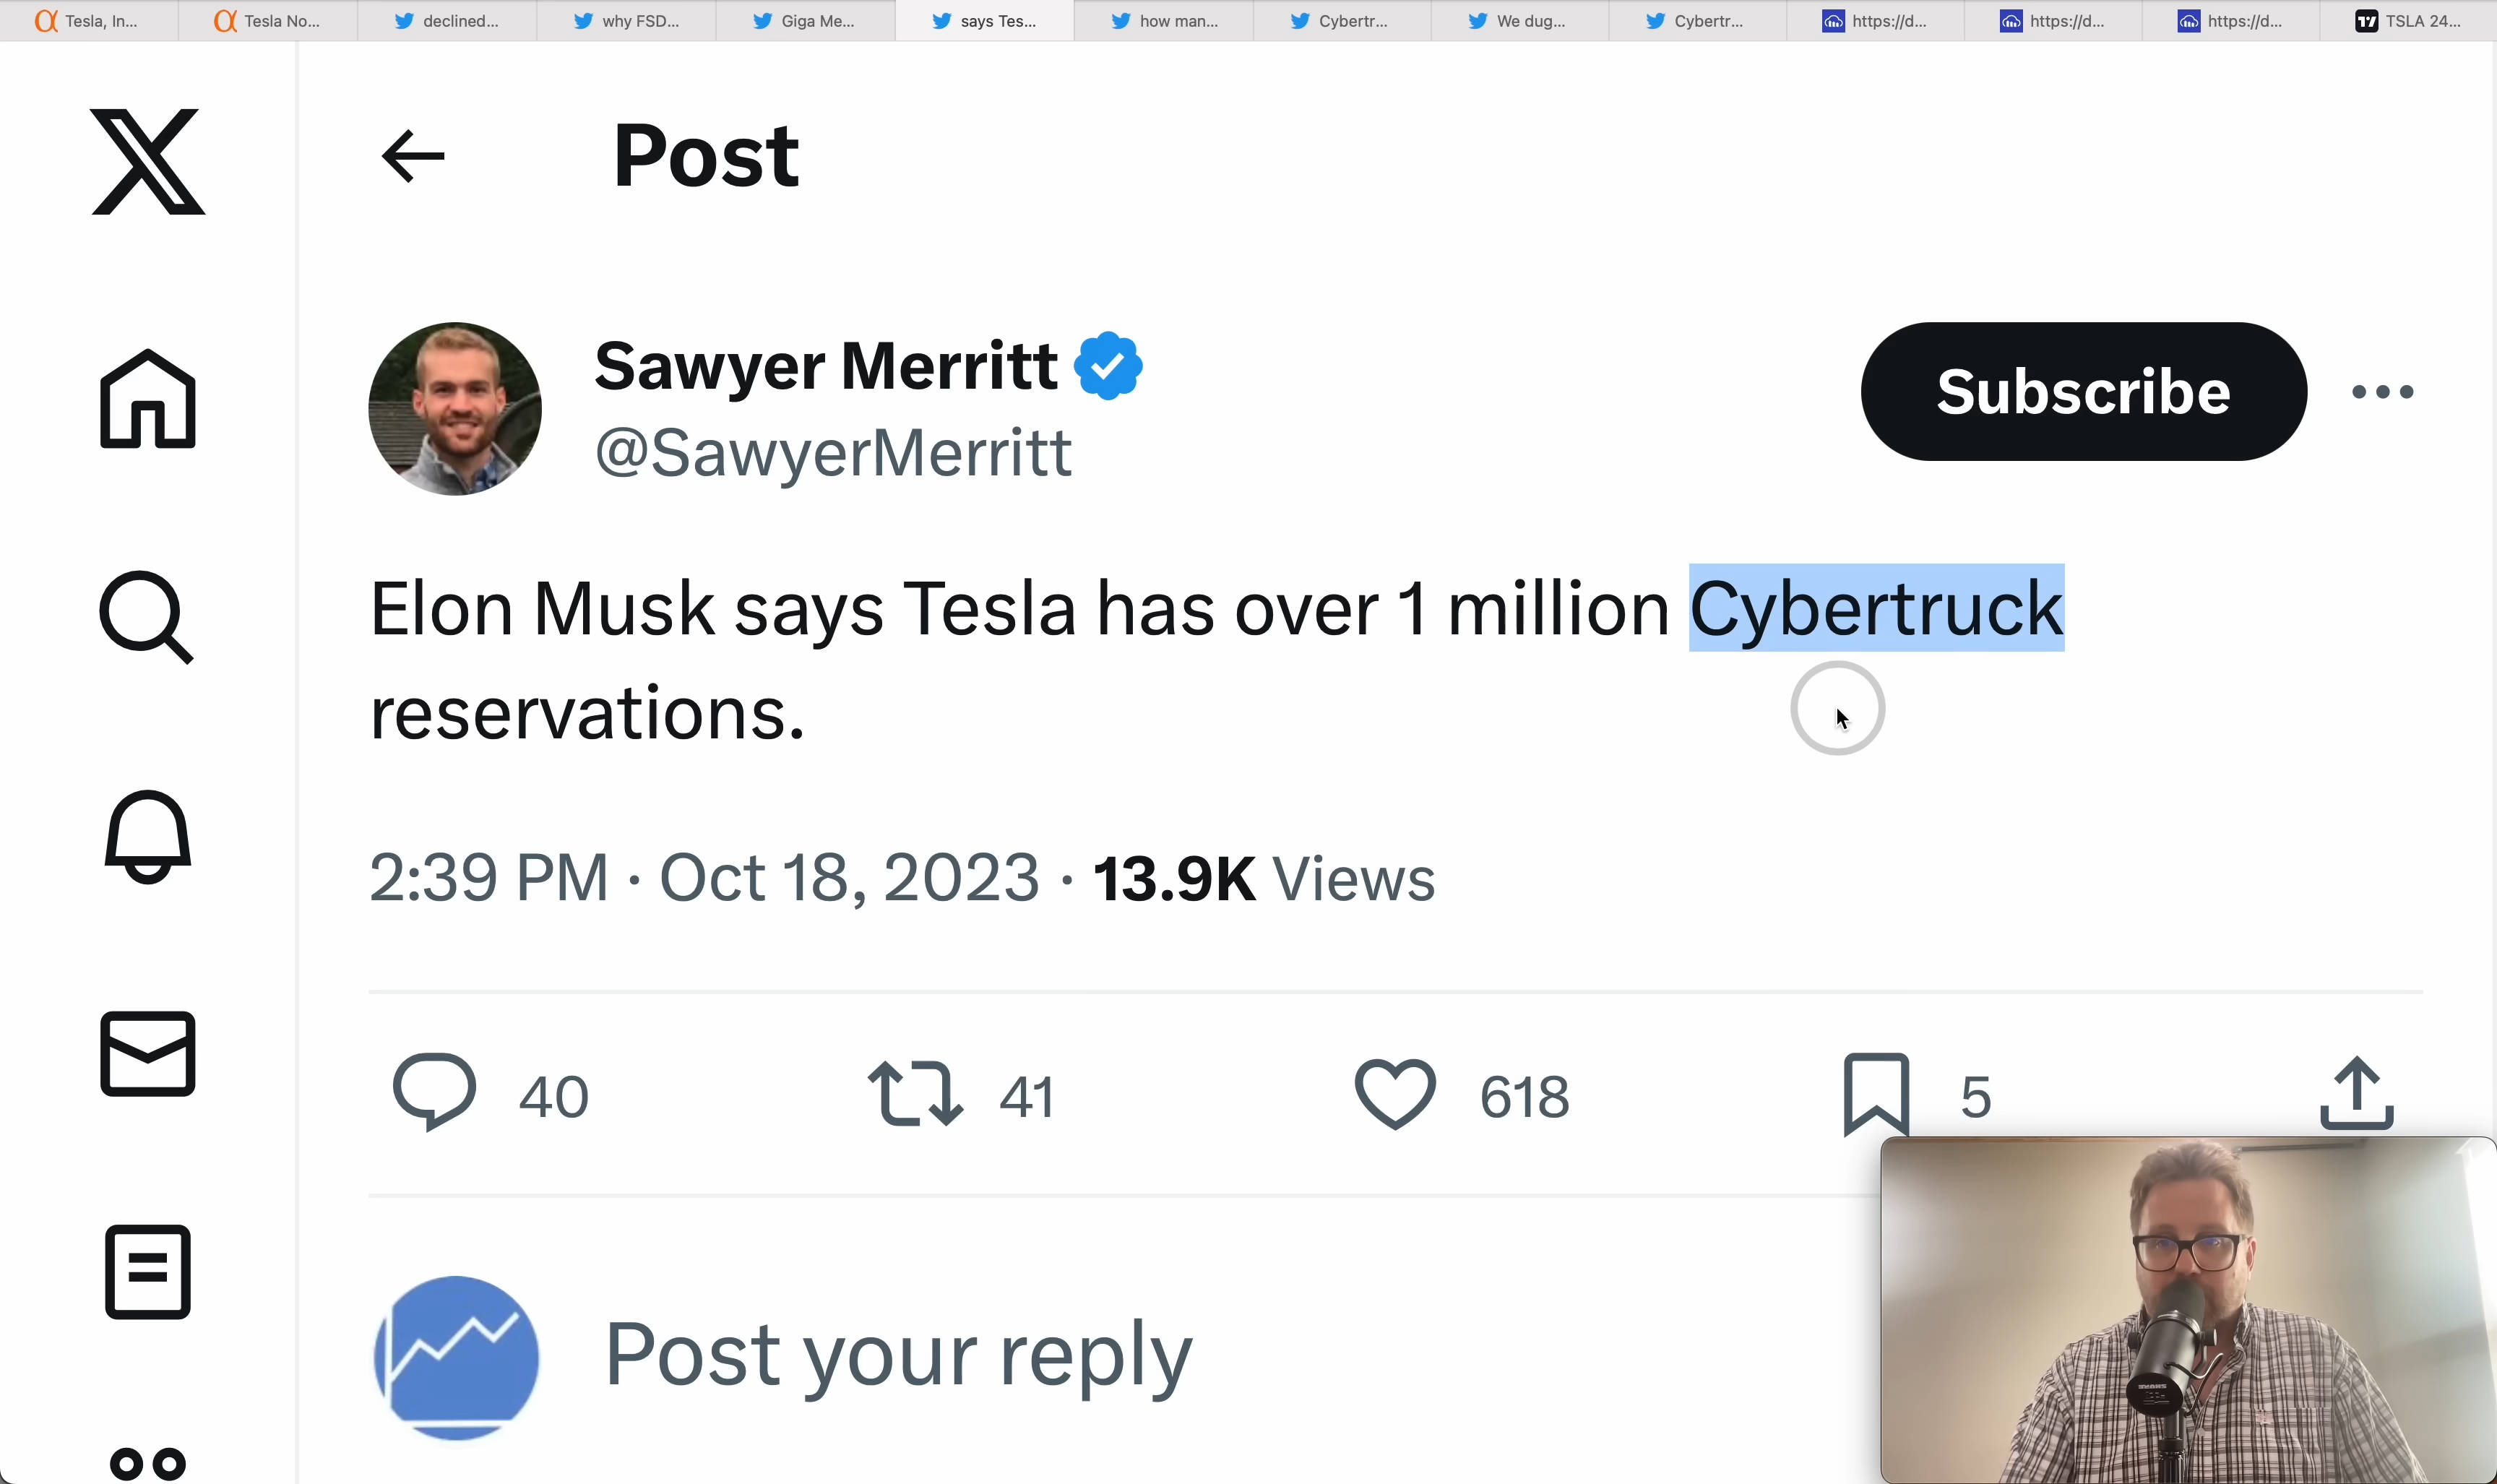 Tesla, In...
Tesla No...
declined...
why FSD...
Giga Me...
says Tes...
how man...
Cybertr...
We dug...
Cybertr...
https://d...
https://d...
https://d...
TSLA 24...
Post
Sawyer Merritt
@SawyerMerritt
Subscribe
Elon Musk says Tesla has over 1 million Cybertruck
reservations.
2:39 PM · Oct 18, 2023 · 13.9K Views
40
41
618
5
Post your reply